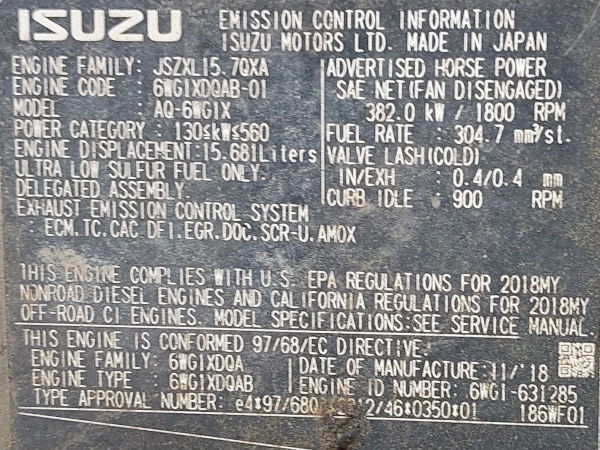 ISUZU EMISSION CONTROL INFORMATION
ISUZU MOTORS LTD. MADE IN JAPAN
ENGINE FAMILY: JSZXL15.7QXA
ENGINE CODE : 6WG1XDQAB-01
MODEL : AQ-6WG1X
POWER CATEGORY : 130≤kW≤560
ENGINE DISPLACEMENT:15.681Liters
ULTRA LOW SULFUR FUEL ONLY.
DELEGATED ASSEMBLY.
EXHAUST EMISSION CONTROL SYSTEM
: ECM.TC.CAC DFI.EGR.DOC.SCR-U.AMOX
ADVERTISED HORSE POWER
SAE NET(FAN DISENGAGED)
382.0 kW / 1800 RPM
FUEL RATE : 304.7 mm³/st.
VALVE LASH(COLD)
IN/EXH : 0.4/0.4 mm
CURB IDLE : 900 RPM
THIS ENGINE COMPLIES WITH U.S. EPA REGULATIONS FOR 2018MY
NONROAD DIESEL ENGINES AND CALIFORNIA REGULATIONS FOR 2018MY
OFF-ROAD CI ENGINES. MODEL SPECIFICATIONS:SEE SERVICE MANUAL.
THIS ENGINE IS CONFORMED 97/68/EC DIRECTIVE.
ENGINE FAMILY: 6WG1XDQA
ENGINE TYPE : 6WG1XDQAB
DATE OF MANUFACTURE:11/'18
ENGINE ID NUMBER: 6WG1-631285
TYPE APPROVAL NUMBER: e4*97/680 12/46*0350*01 186WF01